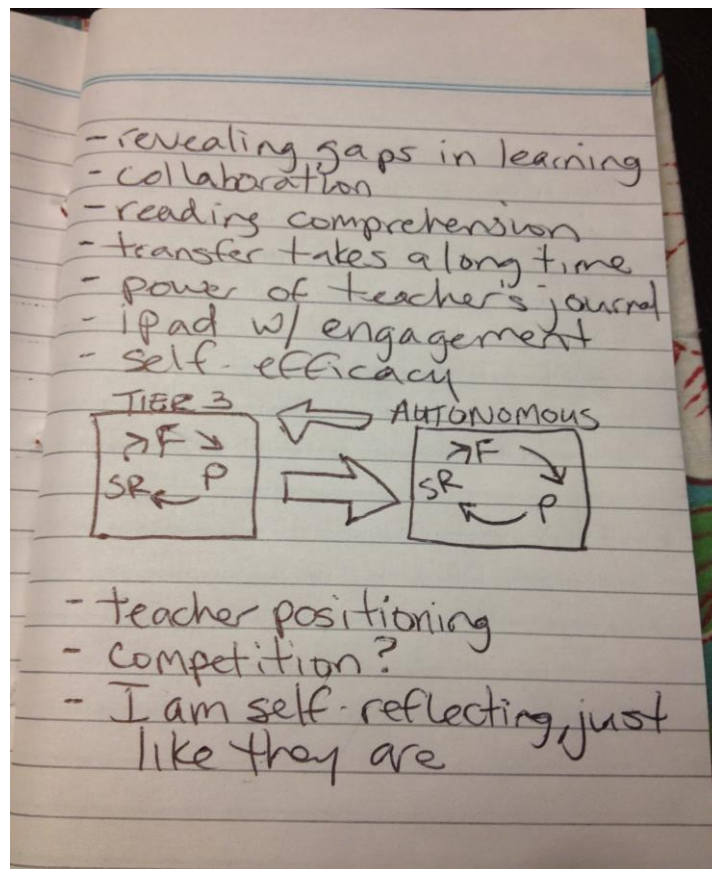 - revealing gaps in learning
- collaboration
- reading comprehension
- transfer takes a long time
- power of teacher's journal
- ipad w/ engagement
- self-efficacy
TIER 3 AUTONOMOUS
F F
SR P SR P
- teacher positioning
- competition?
- I am self-reflecting, just
like they are